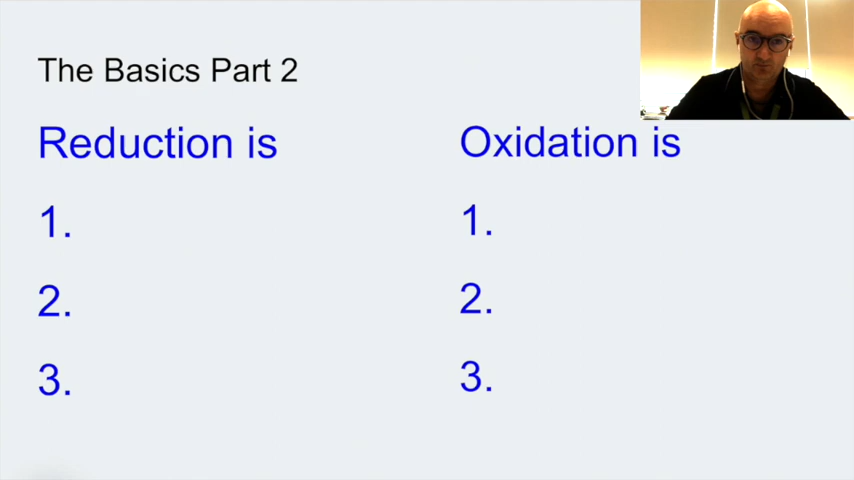 The Basics Part 2
Reduction is
1.
2.
3.
Oxidation is
1.
2.
3.